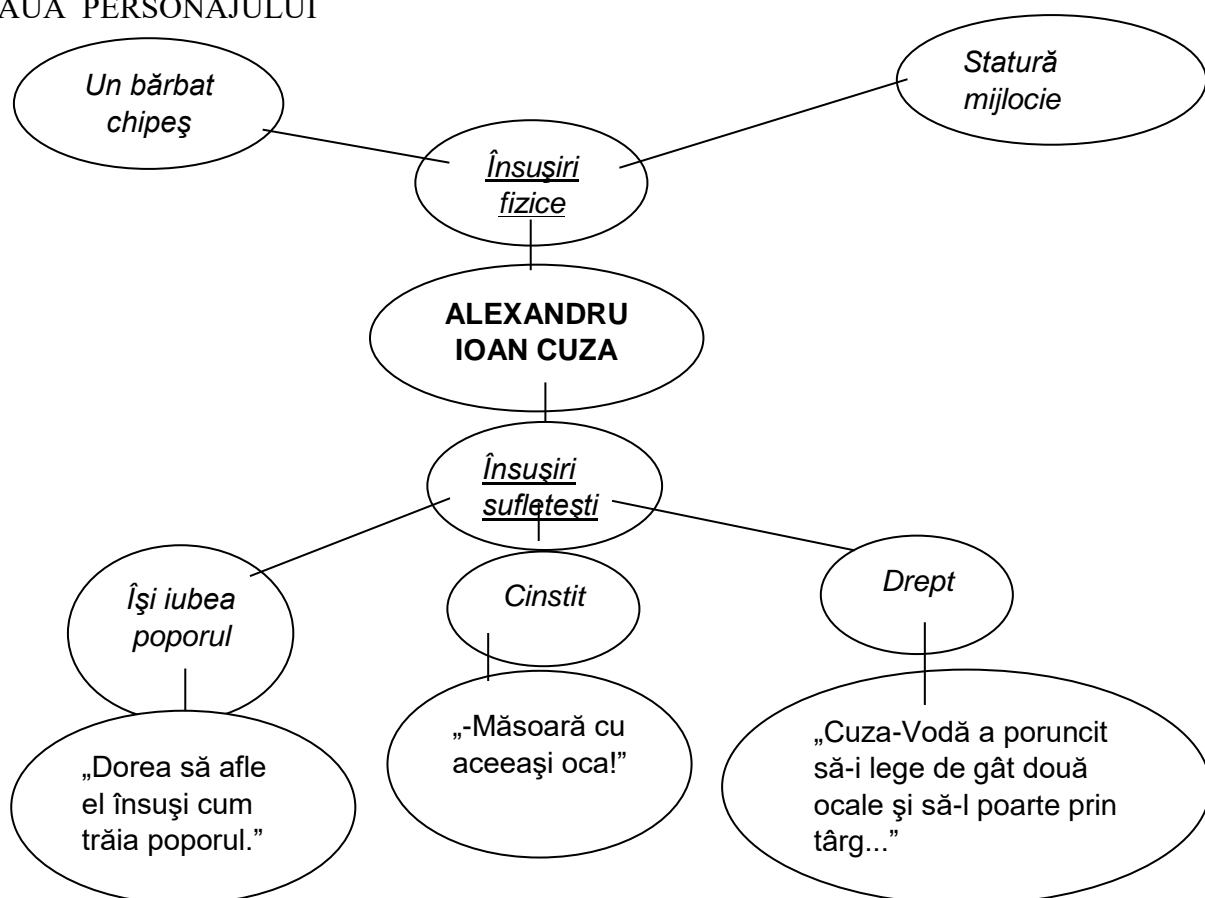 PERSONAJULUI
Un bărbat
chipeş
Statură
mijlocie
Însuşiri
fizice
ALEXANDRU
IOAN CUZA
Însuşiri
sufleteşti
Îşi iubea
poporul
Cinstit
Drept
„Dorea să afle
el însuşi cum
trăia poporul.”
„-Măsoară cu
aceeaşi oca!”
„Cuza-Vodă a poruncit
să-i lege de gât două
ocale şi să-l poarte prin
târg...”